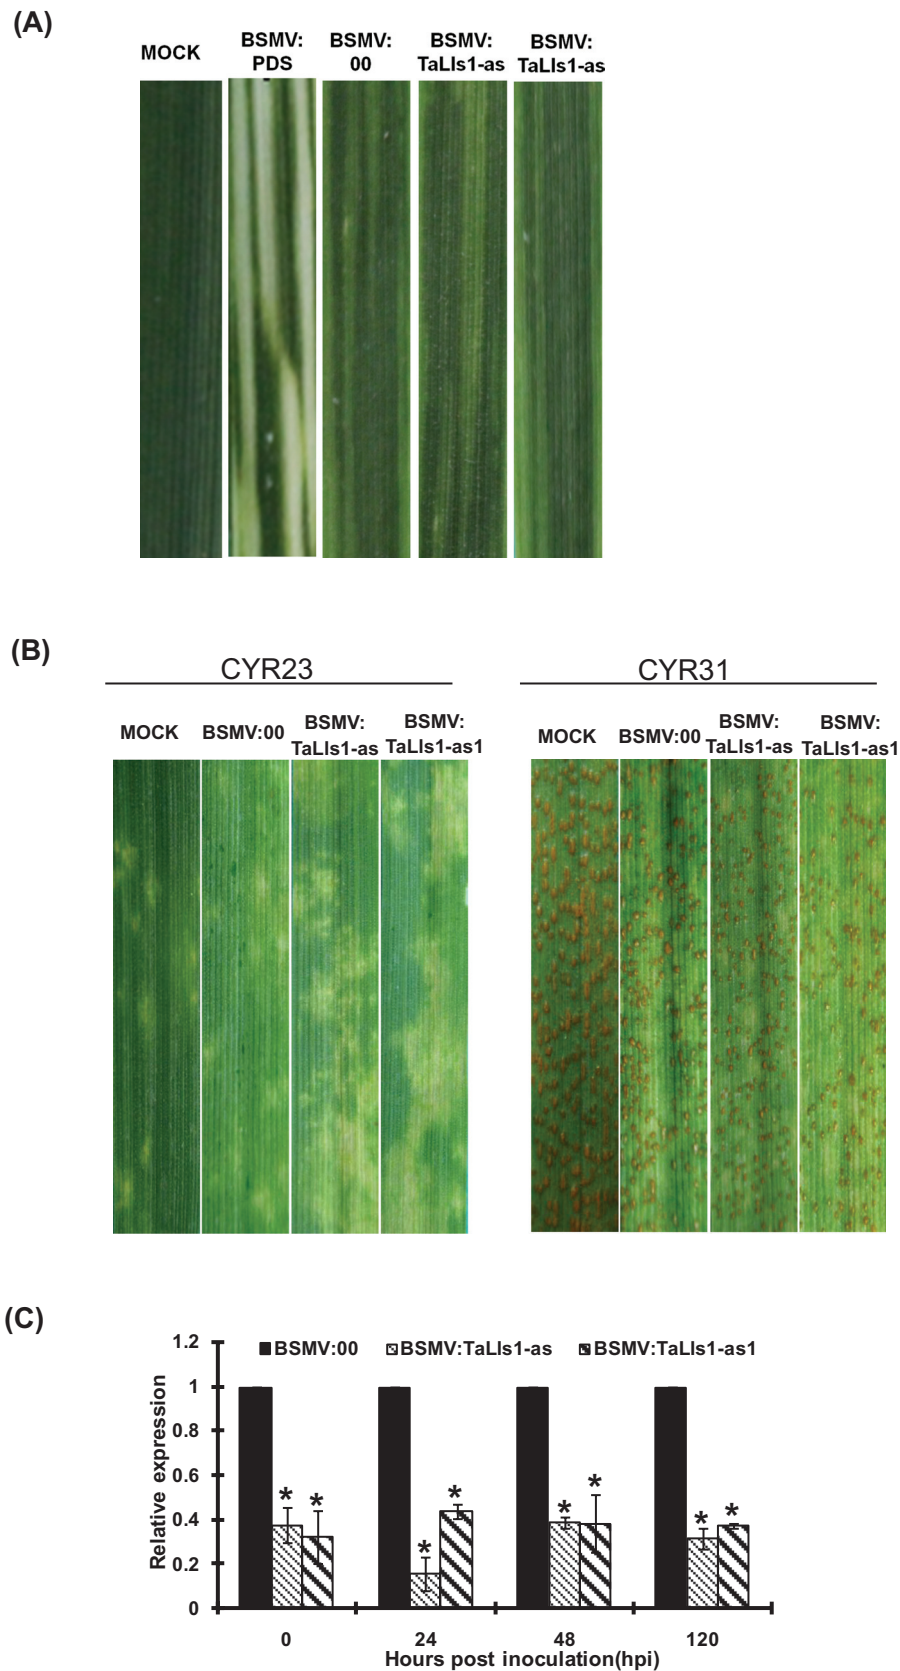 (A)
MOCK
BSMV:
PDS
BSMV:
00
BSMV:
TaLls1-as
BSMV:
TaLls1-as
(B)
CYR23
CYR31
MOCK
BSMV:00
BSMV:
TaLls1-as
BSMV:
TaLls1-as1
MOCK
BSMV:00
BSMV:
TaLls1-as
BSMV:
TaLls1-as1
(C)
BSMV:00 BSMV:TaLls1-as BSMV:TaLls1-as1
Relative expression
1.2
1
0.8
0.6
0.4
0.2
0
* * * * * * * *
0 24 48 120
Hours post inoculation(hpi)